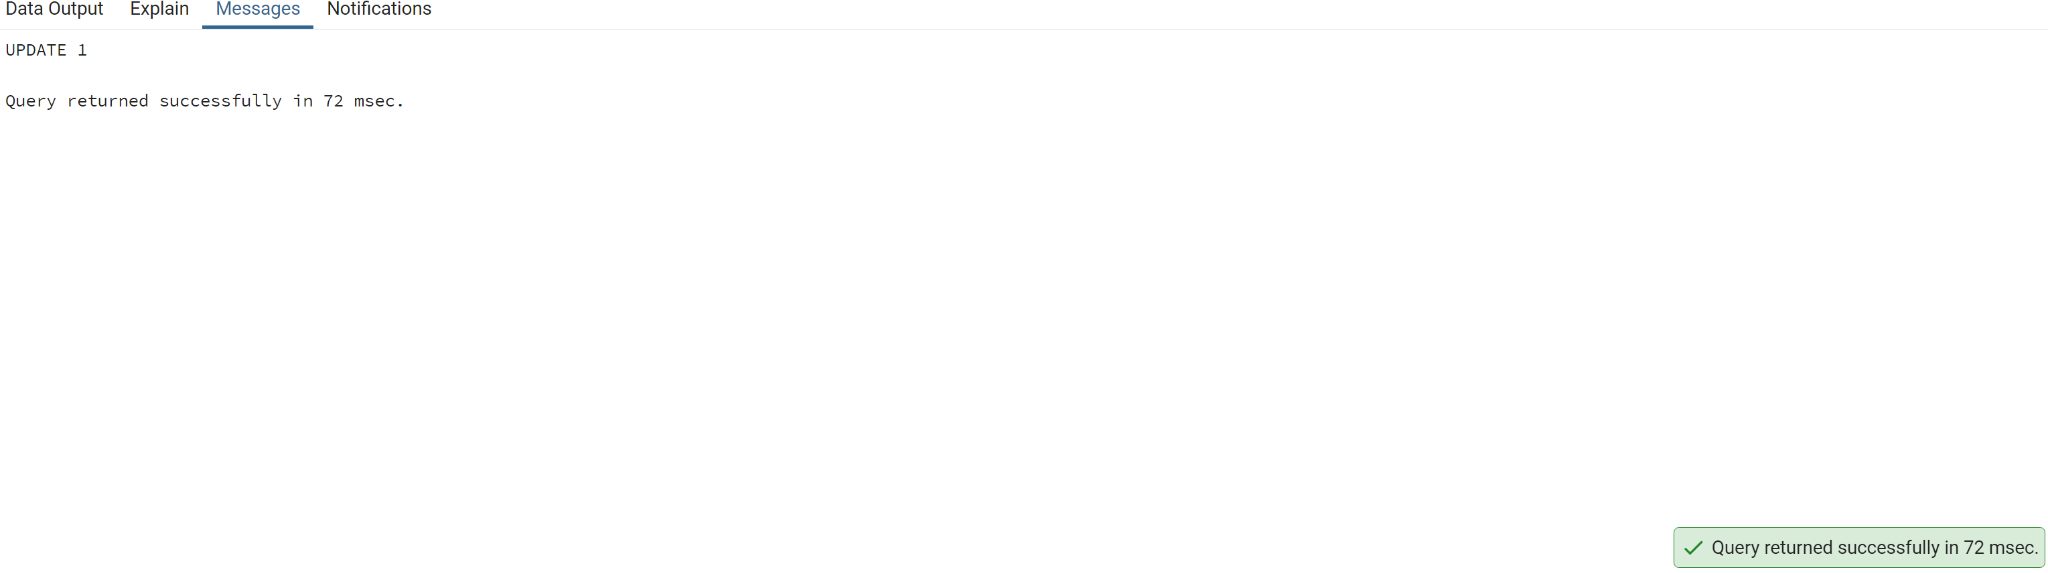 Data Output Explain Messages Notifications
UPDATE 1
Query returned successfully in 72 msec.
Query returned successfully in 72 msec.